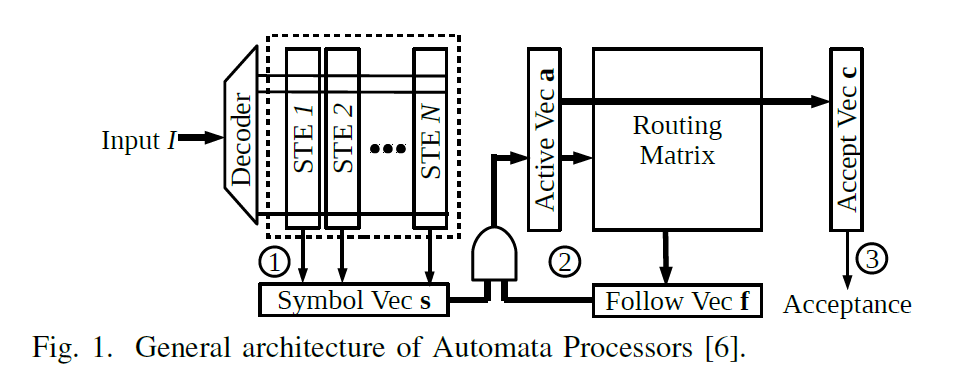 Input I
Decoder
STE 1
STE 2
STE N
Active Vec a
Routing
Matrix
Accept Vec c
1
2
3
Symbol Vec s
Follow Vec f
Acceptance
Fig. 1. General architecture of Automata Processors [6].